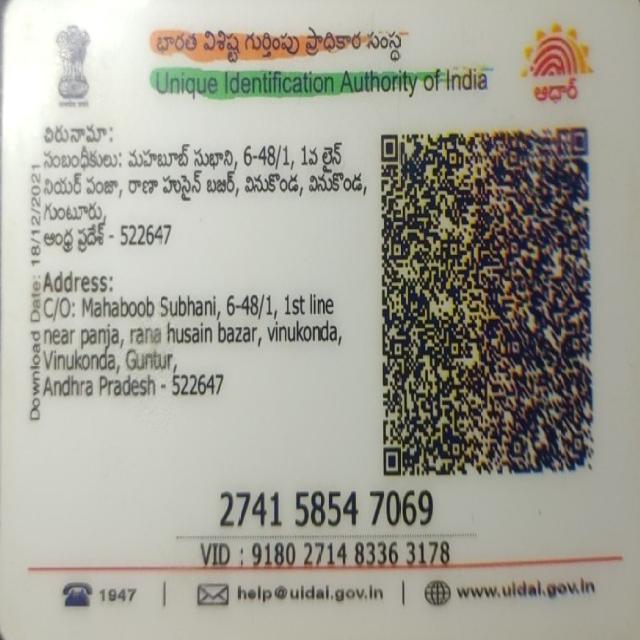 భారత విశిష్ట గుర్తింపు ప్రాధికార సంస్థ
Unique Identification Authority of India
ఆధార్
చిరునామా:
సంబంధీకులు: మహబూబ్ సుభాని, 6-48/1, 1వ లైన్
నియర్ పంజా, రాణా హుసైన్ బజర్, వినుకొండ, వినుకొండ,
గుంటూరు,
ఆంధ్ర ప్రదేశ్ - 522647
Address:
C/O: Mahaboob Subhani, 6-48/1, 1st line
near panja, rana husain bazar, vinukonda,
Vinukonda, Guntur,
Andhra Pradesh - 522647
Download Date: 18/12/2021
2741 5854 7069
VID : 9180 2714 8336 3178
1947 | help@uidai.gov.in | www.uidai.gov.in